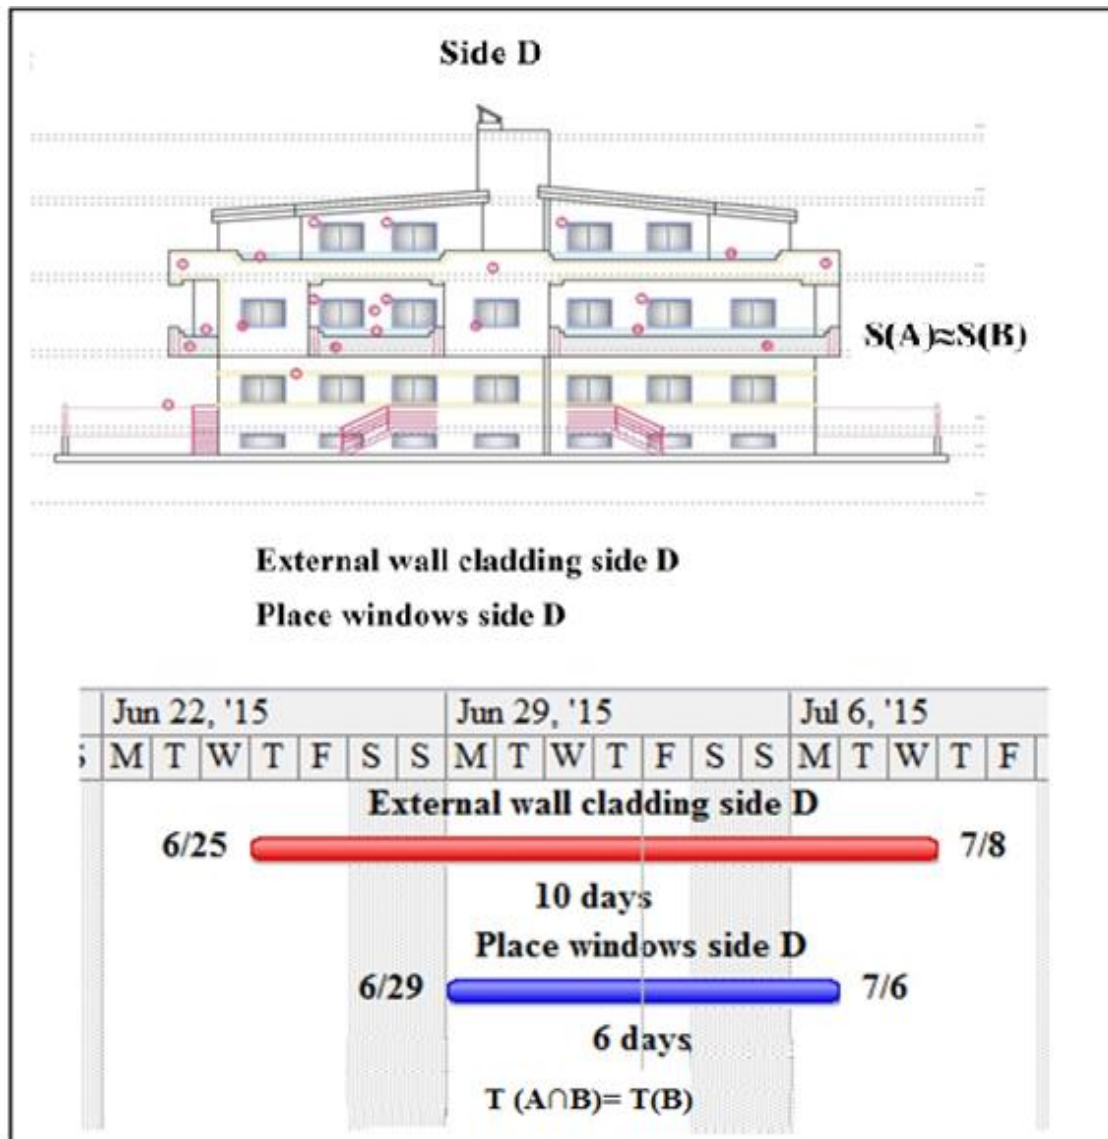 Side D
S(A)≈S(B)
External wall cladding side D
Place windows side D
Jun 22, '15 Jun 29, '15 Jul 6, '15
S M T W T F S S M T W T F S S M T W T F
External wall cladding side D
6/25 7/8
10 days
Place windows side D
6/29 7/6
6 days
T (A∩B)= T(B)